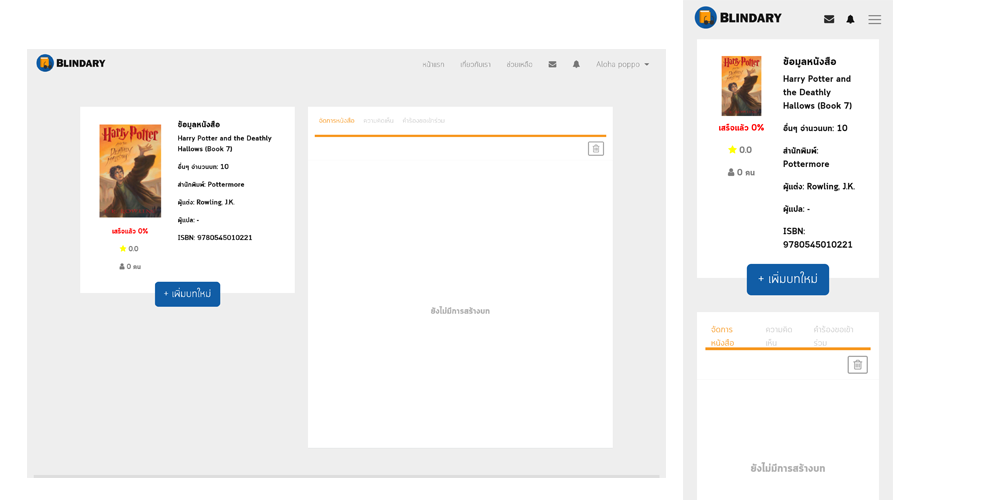 BLINDARY
หน้าแรก เกี่ยวกับเรา ช่วยเหลือ Aloha poppo
Harry Potter
ข้อมูลหนังสือ
Harry Potter and the Deathly
Hallows (Book 7)
อื่นๆ จำนวนบท: 10
สำนักพิมพ์: Pottermore
ผู้แต่ง: Rowling, J.K.
ผู้แปล: -
ISBN: 9780545010221
เสร็จแล้ว 0%
0.0
0 คน
+ เพิ่มบทใหม่
จัดการหนังสือ ความคิดเห็น คำร้องขอเข้าร่วม
ยังไม่มีการสร้างบท
BLINDARY
Harry Potter
ข้อมูลหนังสือ
Harry Potter and
the Deathly
Hallows (Book 7)
เสร็จแล้ว 0%
0.0
0 คน
อื่นๆ จำนวนบท: 10
สำนักพิมพ์:
Pottermore
ผู้แต่ง: Rowling, J.K.
ผู้แปล: -
ISBN:
9780545010221
+ เพิ่มบทใหม่
จัดการ
หนังสือ
ความคิด
เห็น
คำร้องขอเข้า
ร่วม
ยังไม่มีการสร้างบท